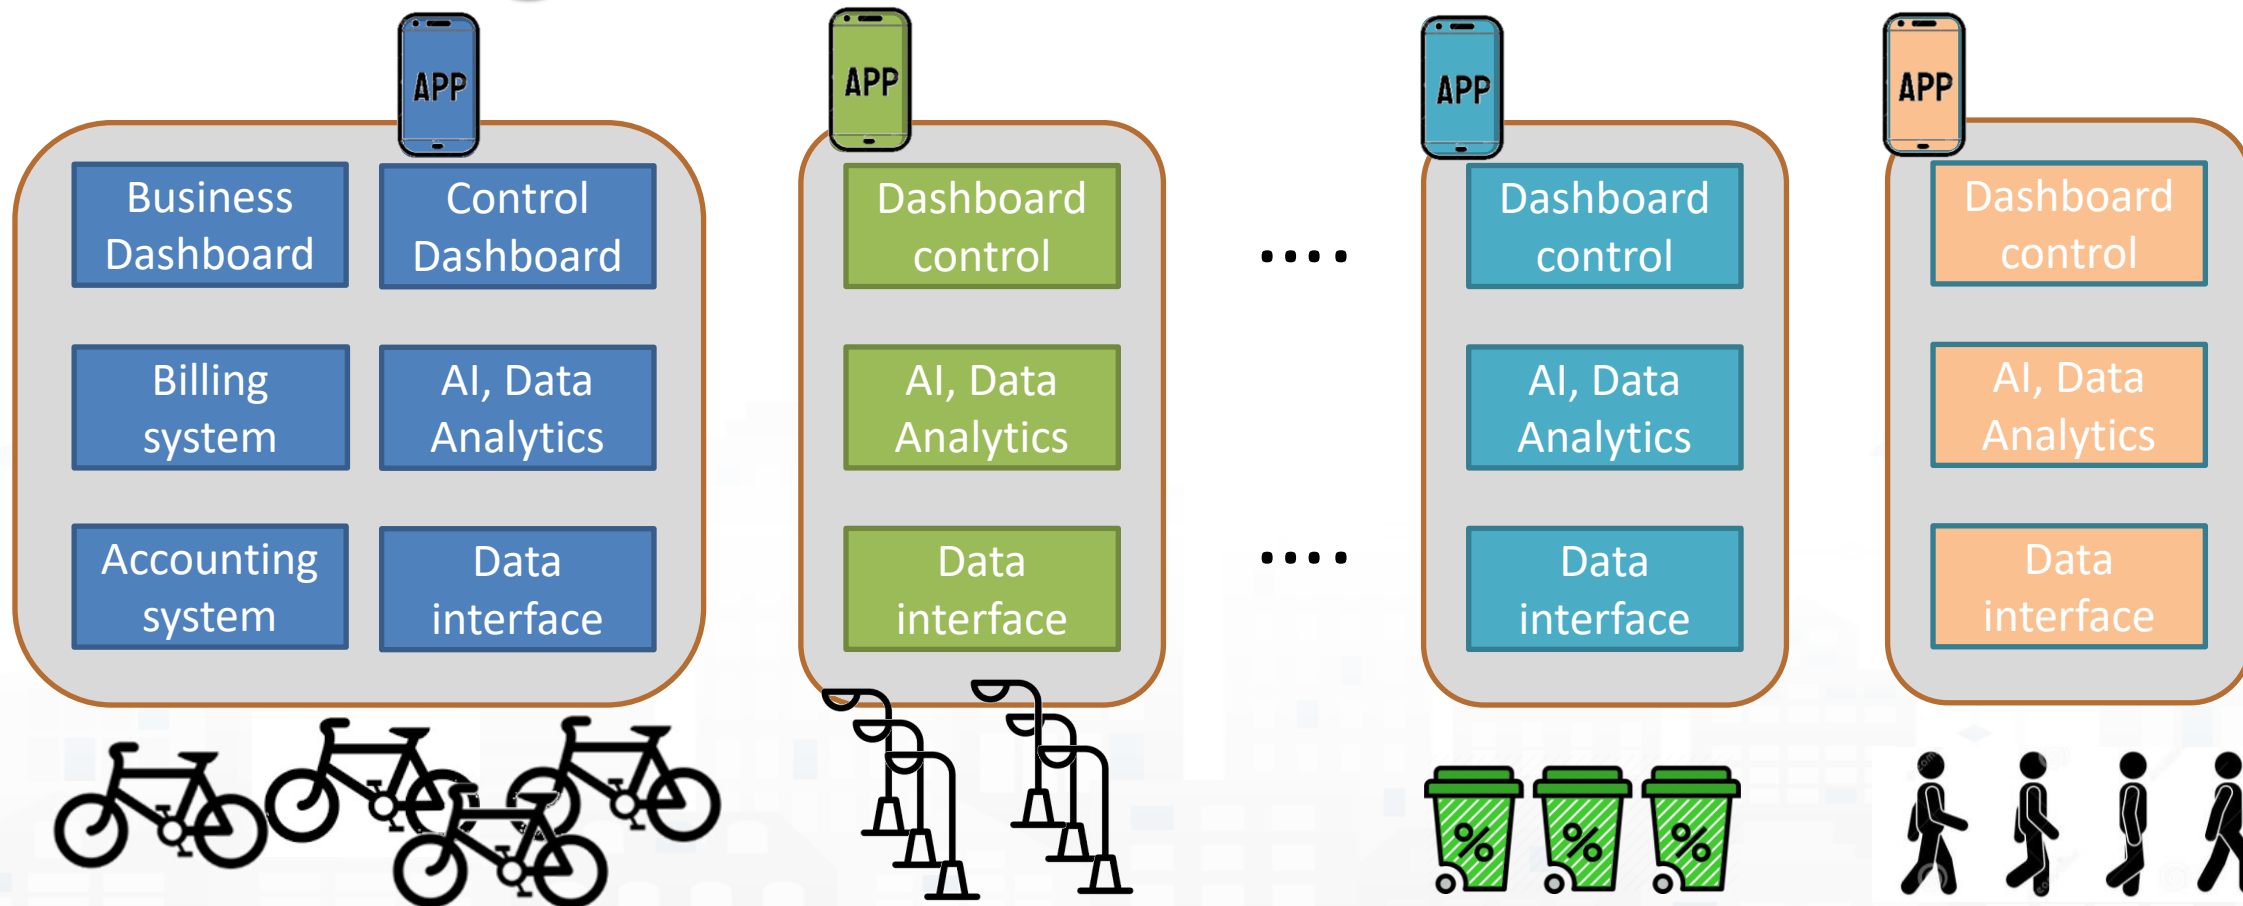 APP
APP
APP
APP
Business
Dashboard
Control
Dashboard
Billing
system
AI, Data
Analytics
Accounting
system
Data
interface
Dashboard
control
AI, Data
Analytics
Data
interface
....
....
Dashboard
control
AI, Data
Analytics
Data
interface
Dashboard
control
AI, Data
Analytics
Data
interface
%
%
%